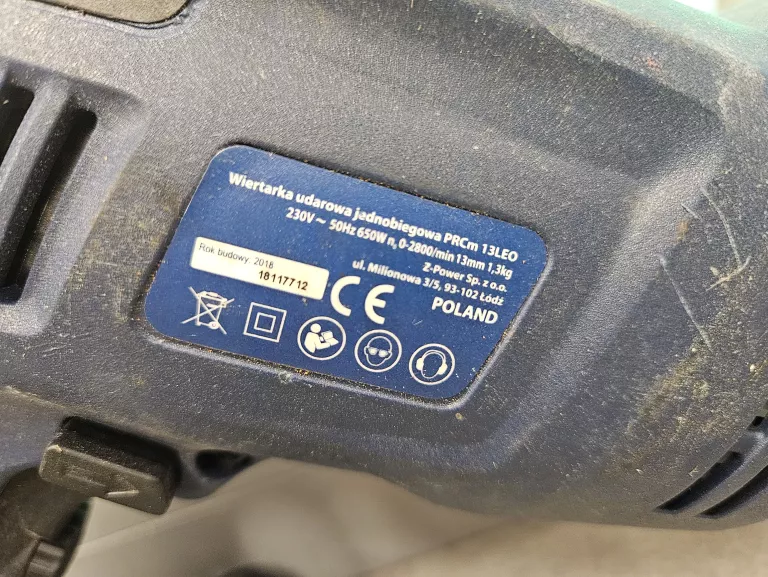 Wiertarka udarowa jednobiegowa PRCm 13LEO
230V ~ 50Hz 650W n, 0-2800/min 13mm 1,3kg
Z-Power Sp. z o.o.
ul. Milionowa 3/5, 93-102 Łódź
POLAND
Rok budowy: 2018
18117712
CE